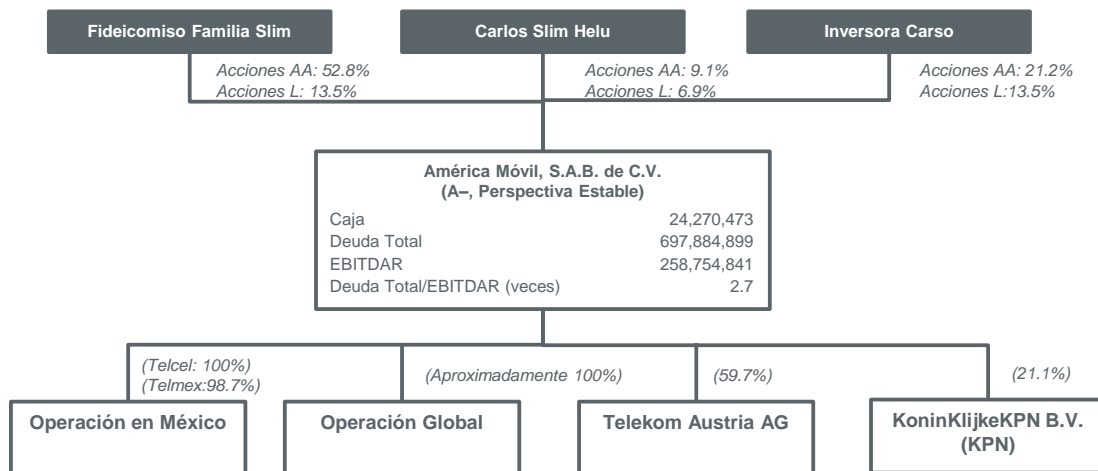 Fideicomiso Familia Slim
Carlos Slim Helu
Inversora Carso
Acciones AA: 52.8%
Acciones L: 13.5%
Acciones AA: 9.1%
Acciones L: 6.9%
Acciones AA: 21.2%
Acciones L:13.5%
América Móvil, S.A.B. de C.V.
(A–, Perspectiva Estable)
Caja 24,270,473
Deuda Total 697,884,899
EBITDAR 258,754,841
Deuda Total/EBITDAR (veces) 2.7
(Telcel: 100%)
(Telmex:98.7%)
(Aproximadamente 100%)
(59.7%)
(21.1%)
Operación en México
Operación Global
Telekom Austria AG
KoninKlijkeKPN B.V.
(KPN)